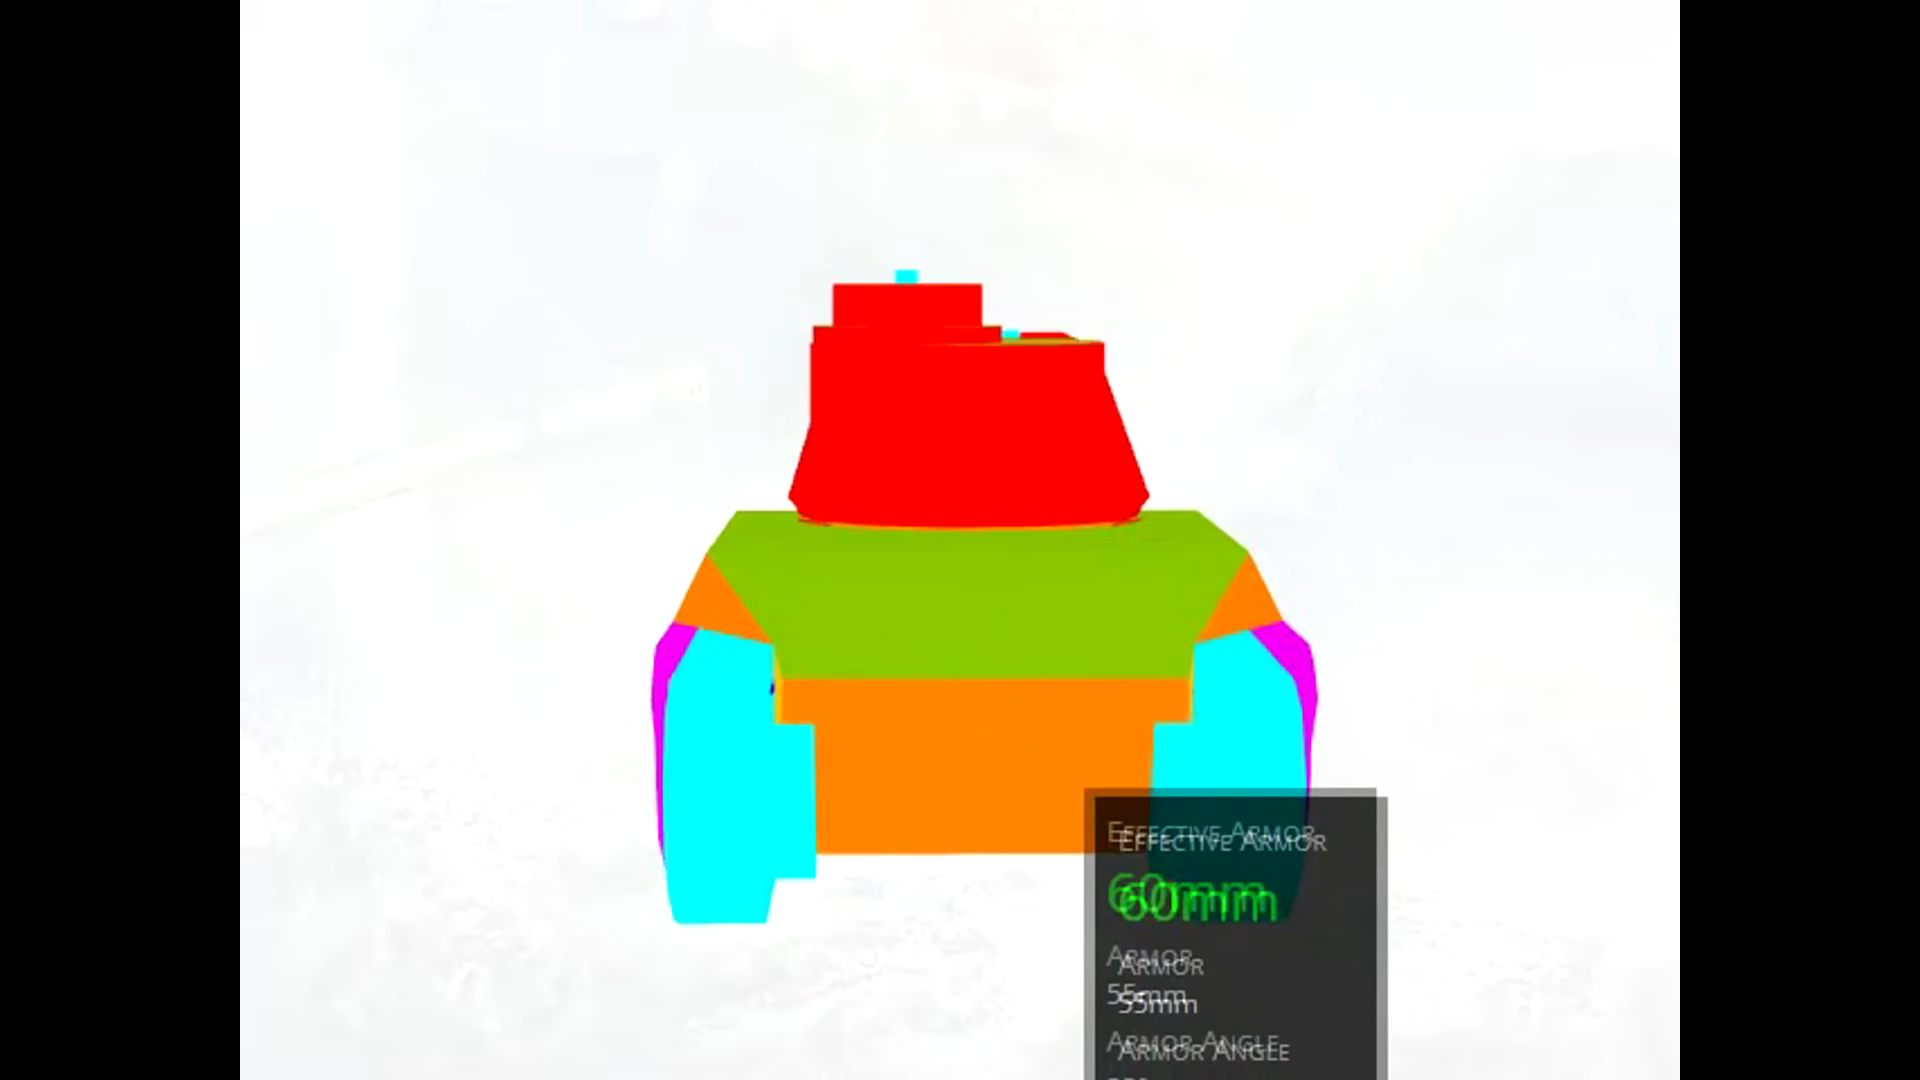 EFFECTIVE ARMOR
60mm
ARMOR
55mm
ARMOR ANGLE